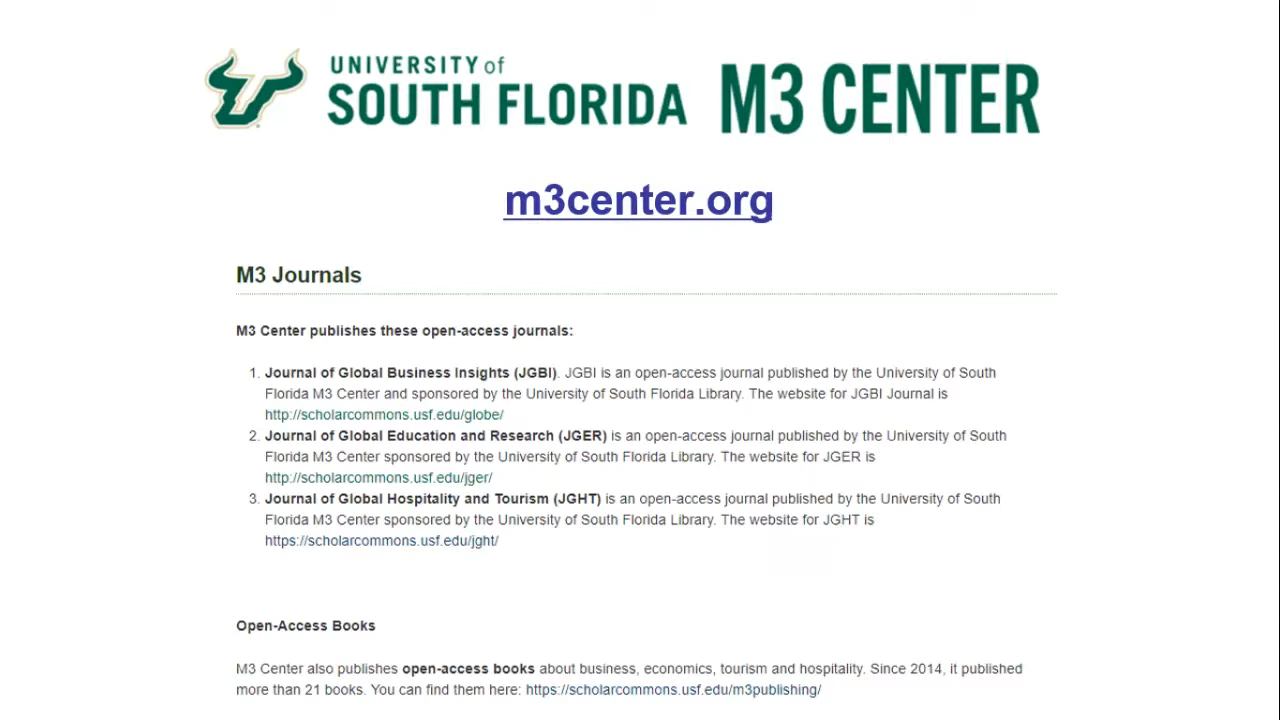 UNIVERSITY of
SOUTH FLORIDA M3 CENTER
m3center.org
M3 Journals
M3 Center publishes these open-access journals:
1. Journal of Global Business Insights (JGBI). JGBI is an open-access journal published by the University of South
Florida M3 Center and sponsored by the University of South Florida Library. The website for JGBI Journal is
http://scholarcommons.usf.edu/globe/
2. Journal of Global Education and Research (JGER) is an open-access journal published by the University of South
Florida M3 Center sponsored by the University of South Florida Library. The website for JGER is
http://scholarcommons.usf.edu/jger/
3. Journal of Global Hospitality and Tourism (JGHT) is an open-access journal published by the University of South
Florida M3 Center sponsored by the University of South Florida Library. The website for JGHT is
https://scholarcommons.usf.edu/jght/
Open-Access Books
M3 Center also publishes open-access books about business, economics, tourism and hospitality. Since 2014, it published
more than 21 books. You can find them here: https://scholarcommons.usf.edu/m3publishing/